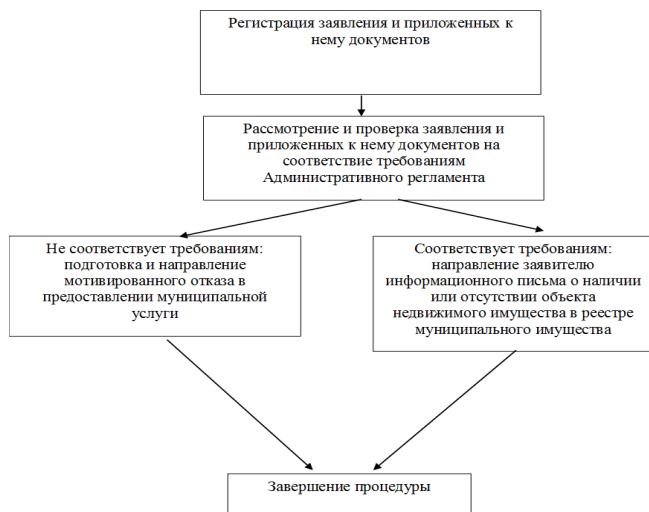 Регистрация заявления и приложенных к
нему документов
Рассмотрение и проверка заявления и
приложенных к нему документов на
соответствие требованиям
Административного регламента
Не соответствует требованиям:
подготовка и направление
мотивированного отказа в
предоставлении муниципальной
услуги
Соответствует требованиям:
направление заявителю
информационного письма о наличии
или отсутствии объекта
недвижимого имущества в реестре
муниципального имущества
Завершение процедуры